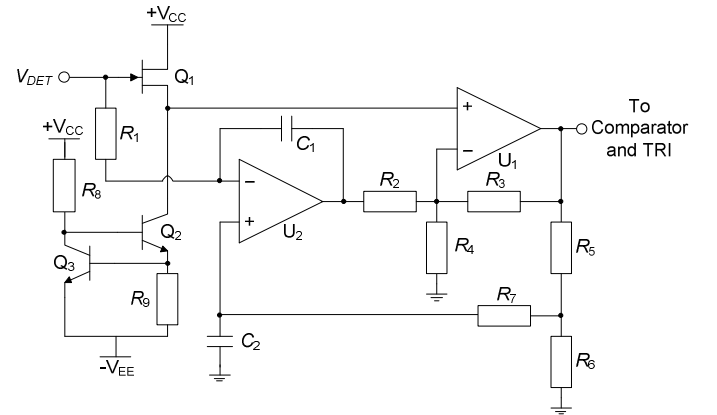 +VCC
VDET
Q1
+VCC
R1
R8
C1
+
−
U1
To
Comparator
and TRI
−
+
U2
R2
R3
R4
R5
Q2
Q3
R9
R7
C2
R6
-VEE